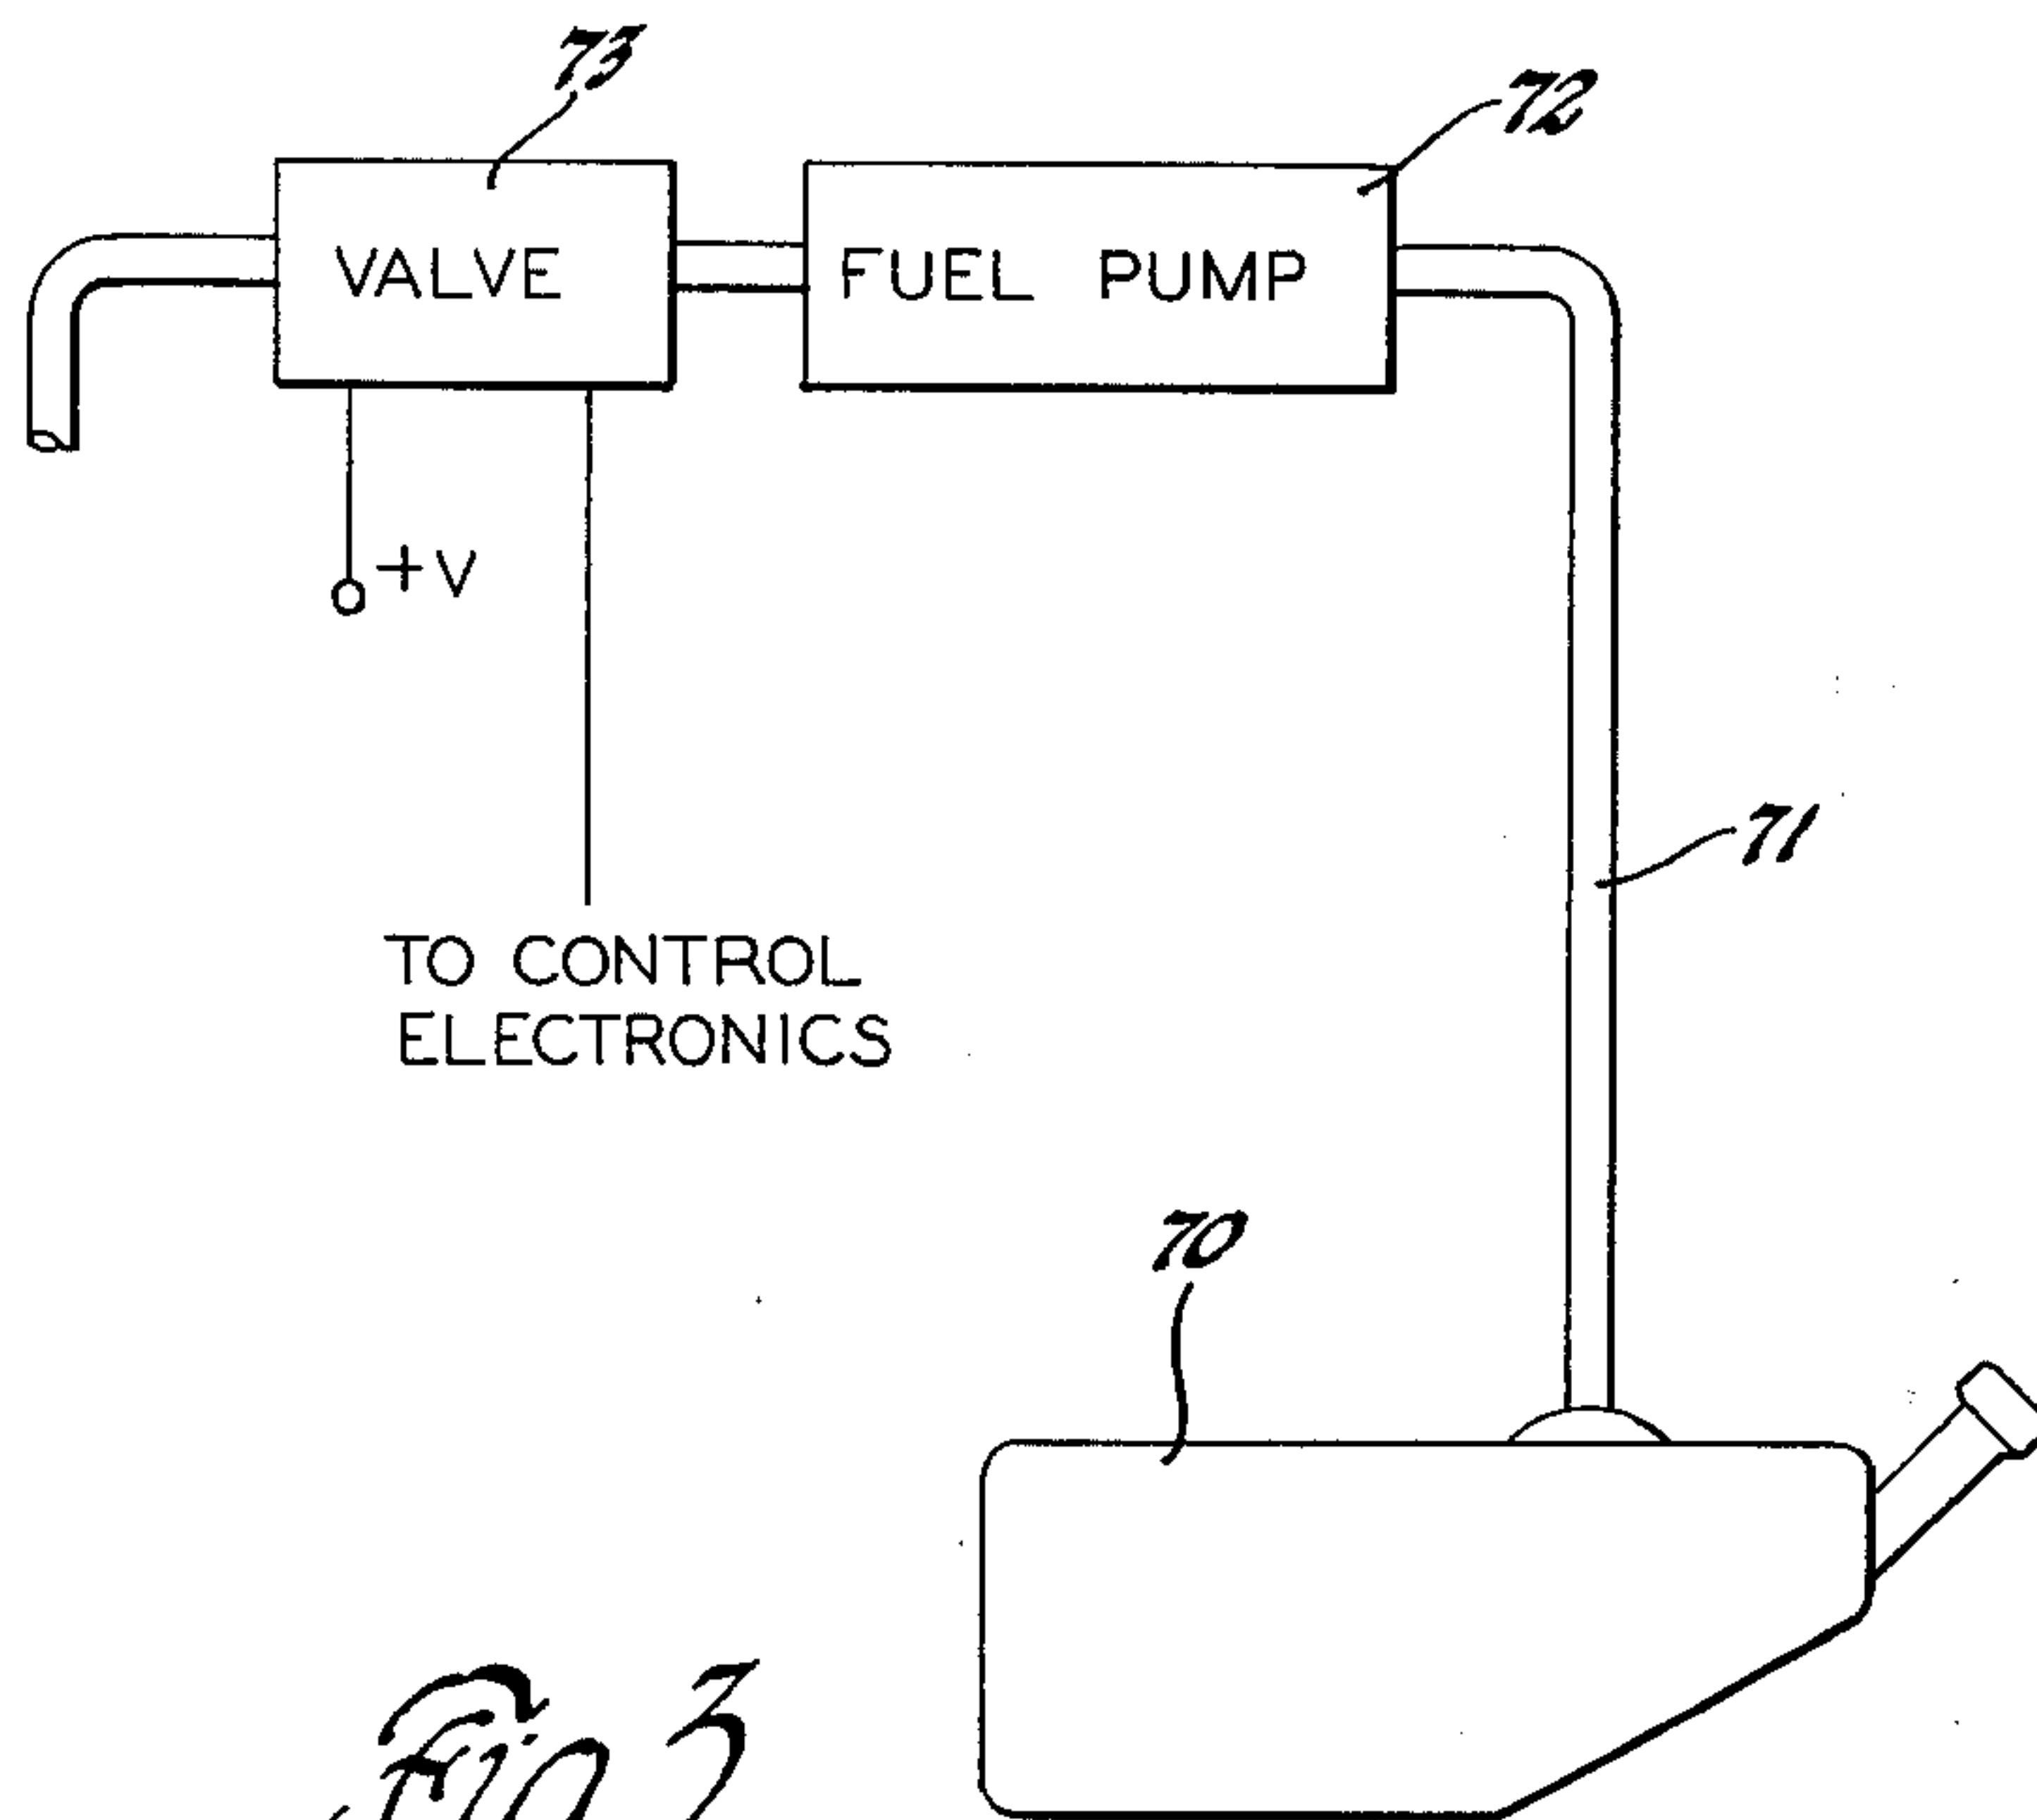 73
72
VALVE
FUEL PUMP
+V
71
TO CONTROL
ELECTRONICS
70
Fig 3